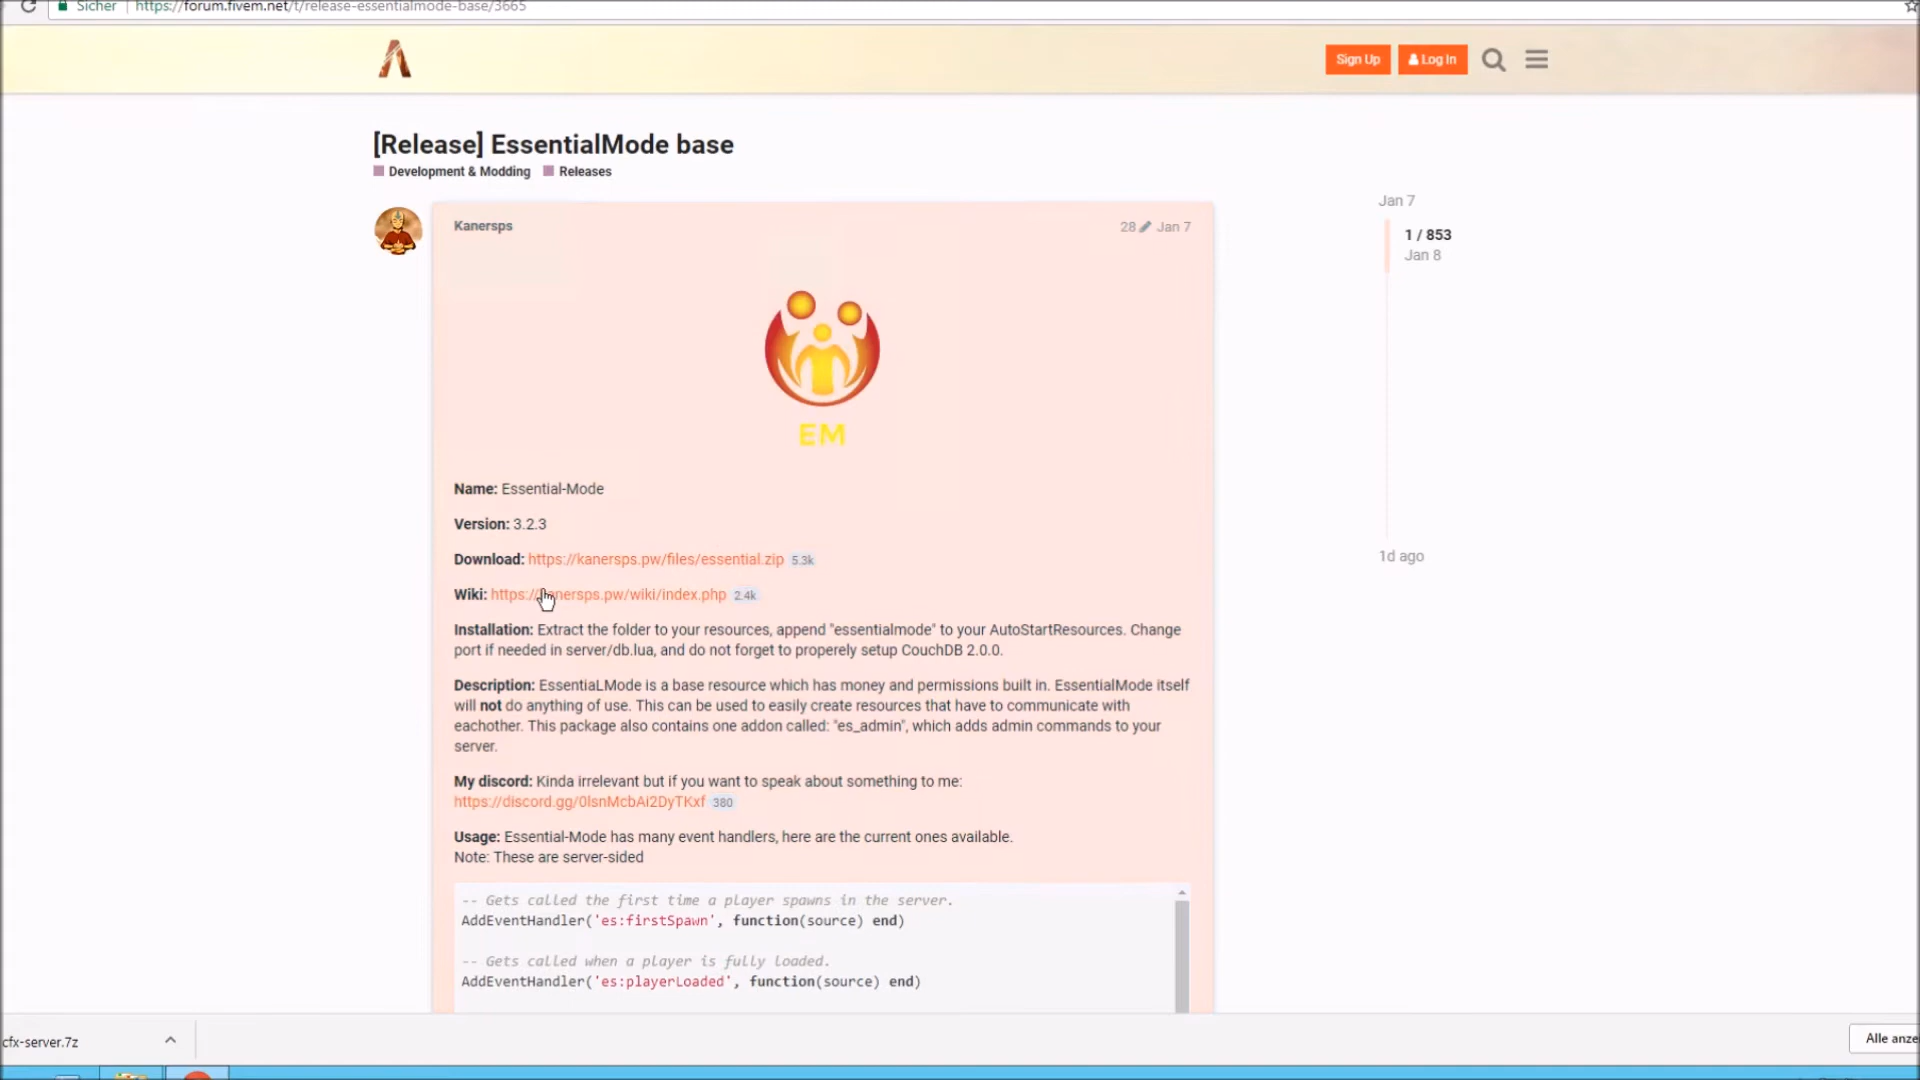 Sicher https://forum.fivem.net/t/release-essentialmode-base/3665
Sign Up Log In
[Release] EssentialMode base
Development & Modding Releases
Kanersps 28 Jan 7
Jan 7
1 / 853
Jan 8
EM
Name: Essential-Mode
Version: 3.2.3
Download: https://kanersps.pw/files/essential.zip 5.3k
1d ago
Wiki: https://kanersps.pw/wiki/index.php 2.4k
Installation: Extract the folder to your resources, append "essentialmode" to your AutoStartResources. Change
port if needed in server/db.lua, and do not forget to properely setup CouchDB 2.0.0.
Description: EssentiaLMode is a base resource which has money and permissions built in. EssentialMode itself
will not do anything of use. This can be used to easily create resources that have to communicate with
eachother. This package also contains one addon called: "es_admin", which adds admin commands to your
server.
My discord: Kinda irrelevant but if you want to speak about something to me:
https://discord.gg/0lsnMcbAi2DyTKxf 380
Usage: Essential-Mode has many event handlers, here are the current ones available.
Note: These are server-sided
-- Gets called the first time a player spawns in the server.
AddEventHandler('es:firstSpawn', function(source) end)
-- Gets called when a player is fully loaded.
AddEventHandler('es:playerLoaded', function(source) end)
cfx-server.7z
Alle anze